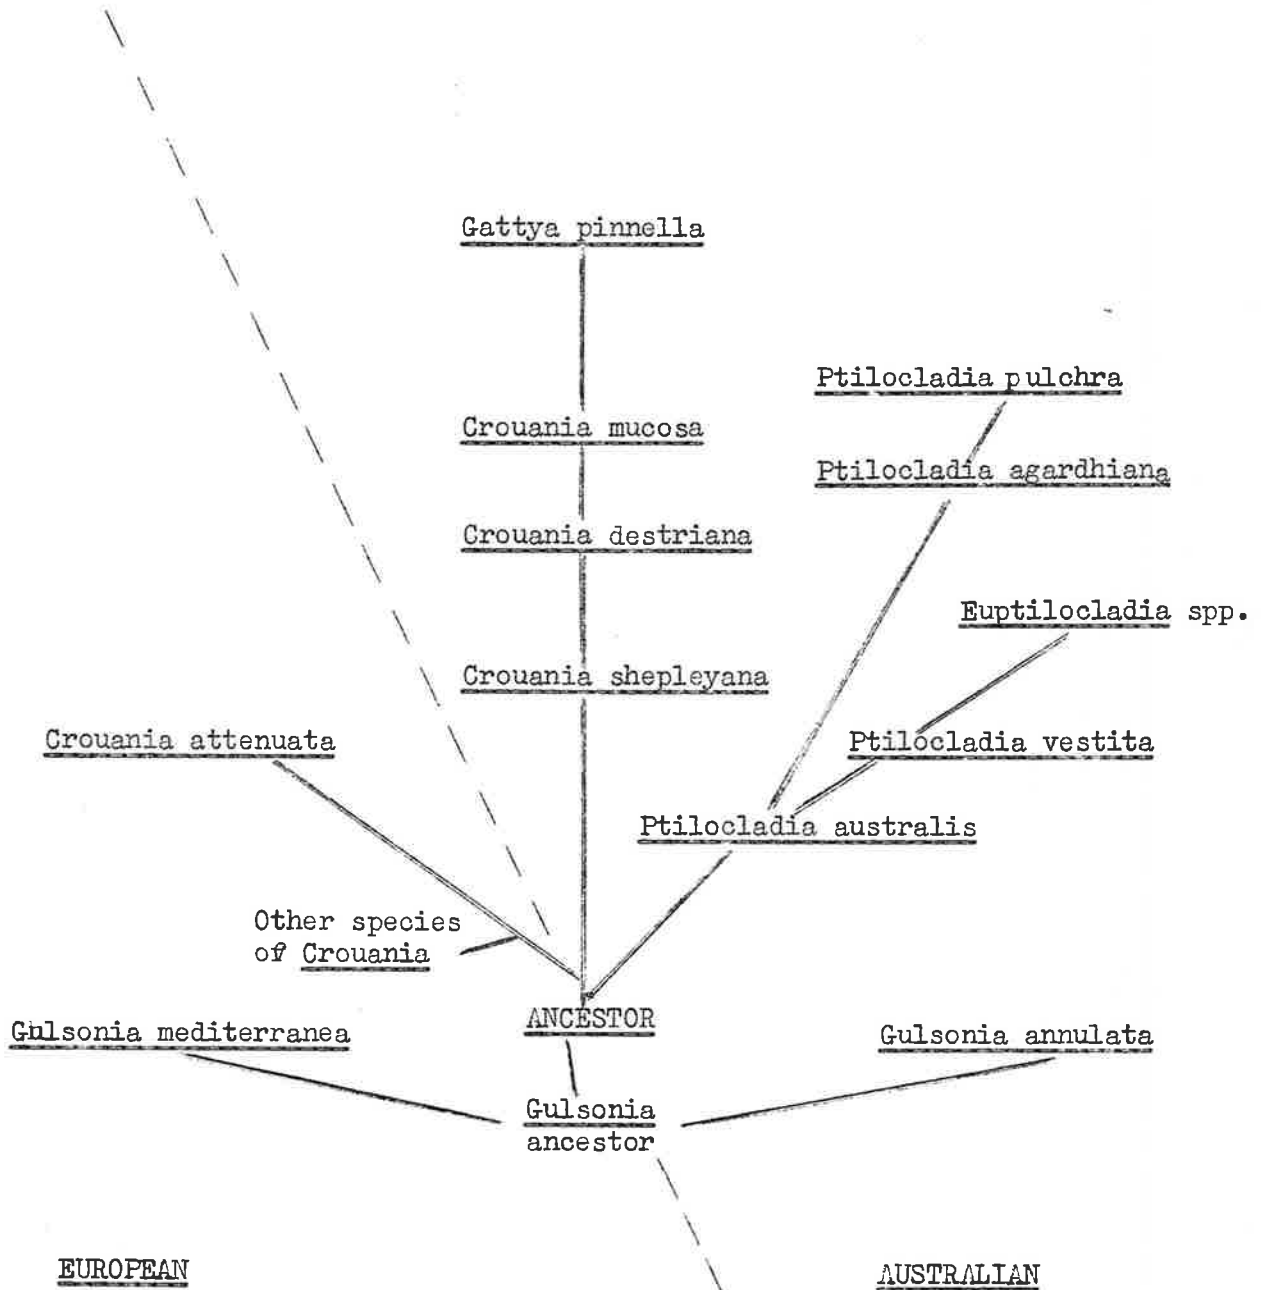 Gattya pinnella
Ptilocladia pulchra
Crouania mucosa
Ptilocladia agardhiana
Crouania destriana
Euptilocladia spp.
Crouania shepleyana
Crouania attenuata
Ptilocladia vestita
Ptilocladia australis
Other species
of Crouania
ANCESTOR
Gulsonia mediterranea
Gulsonia annulata
Gulsonia
ancestor
EUROPEAN
AUSTRALIAN